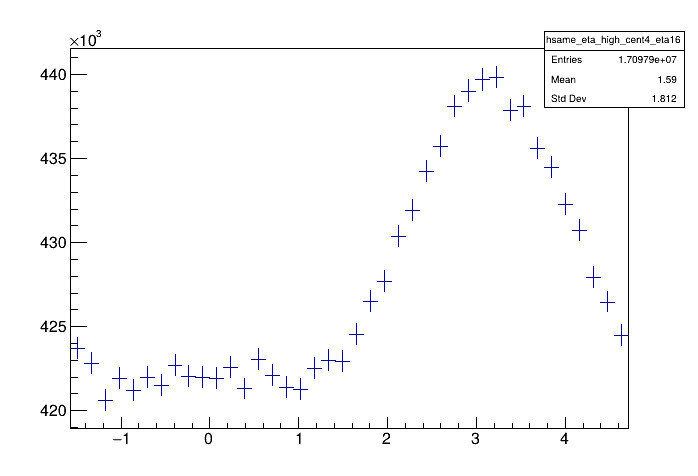 ×10³
hsame_eta_high_cent4_eta16
Entries 1.70979e+07
Mean 1.59
Std Dev 1.812
440
435
430
425
420
−1 0 1 2 3 4